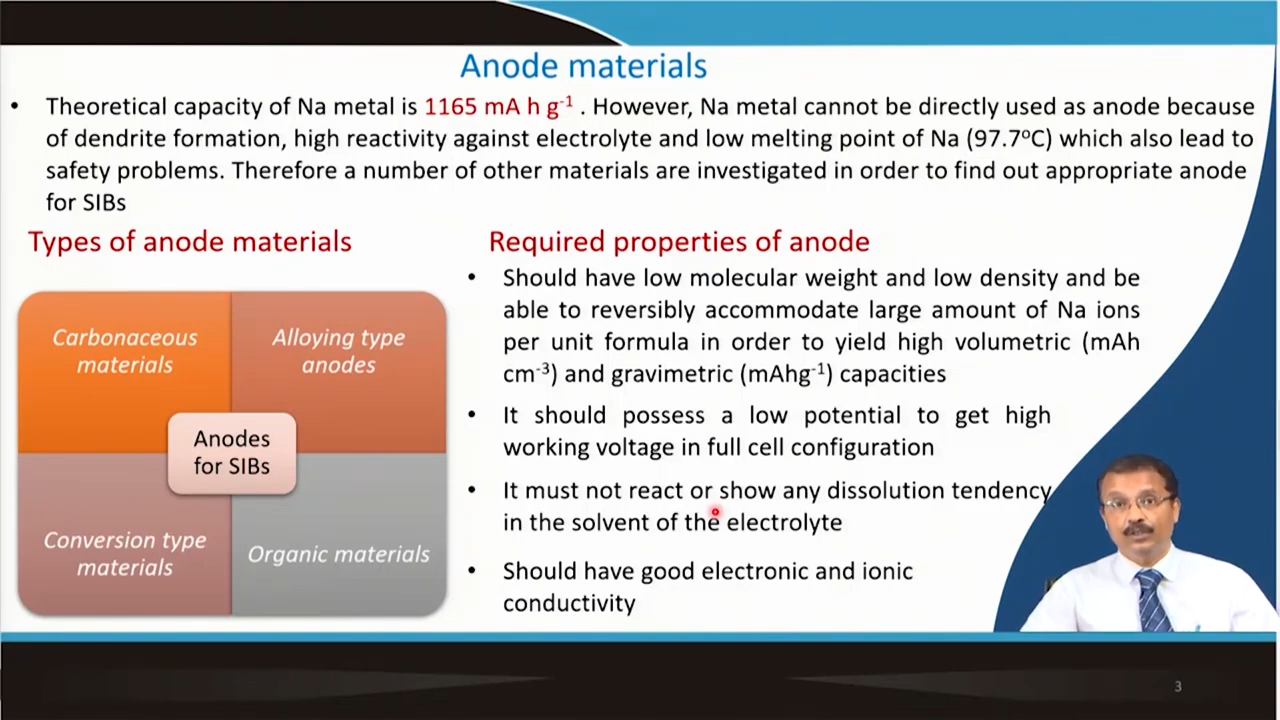 Anode materials
• Theoretical capacity of Na metal is 1165 mA h g⁻¹ . However, Na metal cannot be directly used as anode because
of dendrite formation, high reactivity against electrolyte and low melting point of Na (97.7ºC) which also lead to
safety problems. Therefore a number of other materials are investigated in order to find out appropriate anode
for SIBs
Types of anode materials
Carbonaceous
materials
Alloying type
anodes
Anodes
for SIBs
Conversion type
materials
Organic materials
Required properties of anode
• Should have low molecular weight and low density and be
able to reversibly accommodate large amount of Na ions
per unit formula in order to yield high volumetric (mAh
cm⁻³) and gravimetric (mAhg⁻¹) capacities
• It should possess a low potential to get high
working voltage in full cell configuration
• It must not react or show any dissolution tendency
in the solvent of the electrolyte
• Should have good electronic and ionic
conductivity
3